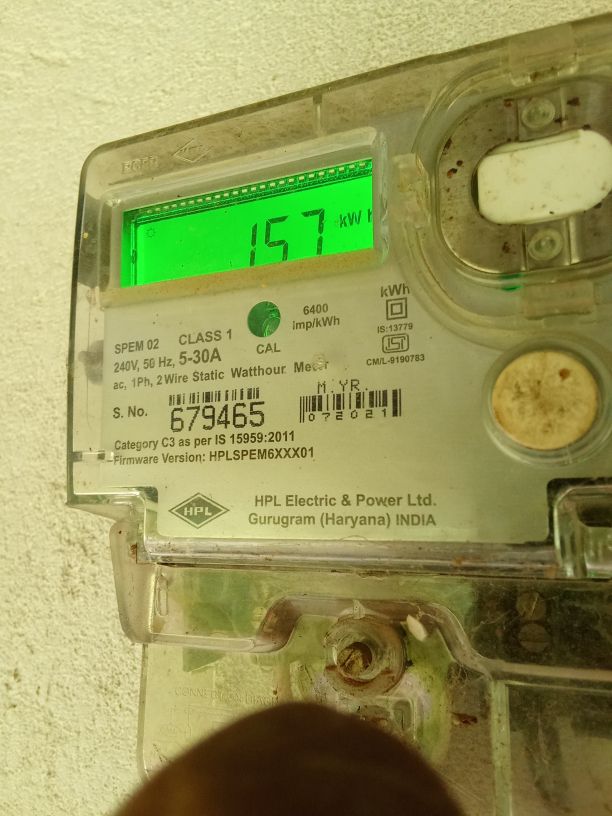 157 kWh
6400
imp/kWh
kWh
IS:13779
CM/L-9190783
SPEM 02 CLASS 1
CAL
240V, 50 Hz, 5-30A
ac, 1Ph, 2 Wire Static Watthour Meter
M.YR.
S. No. 679465
072021
Category C3 as per IS 15959:2011
Firmware Version: HPLSPEM6XXX01
HPL
HPL Electric & Power Ltd.
Gurugram (Haryana) INDIA